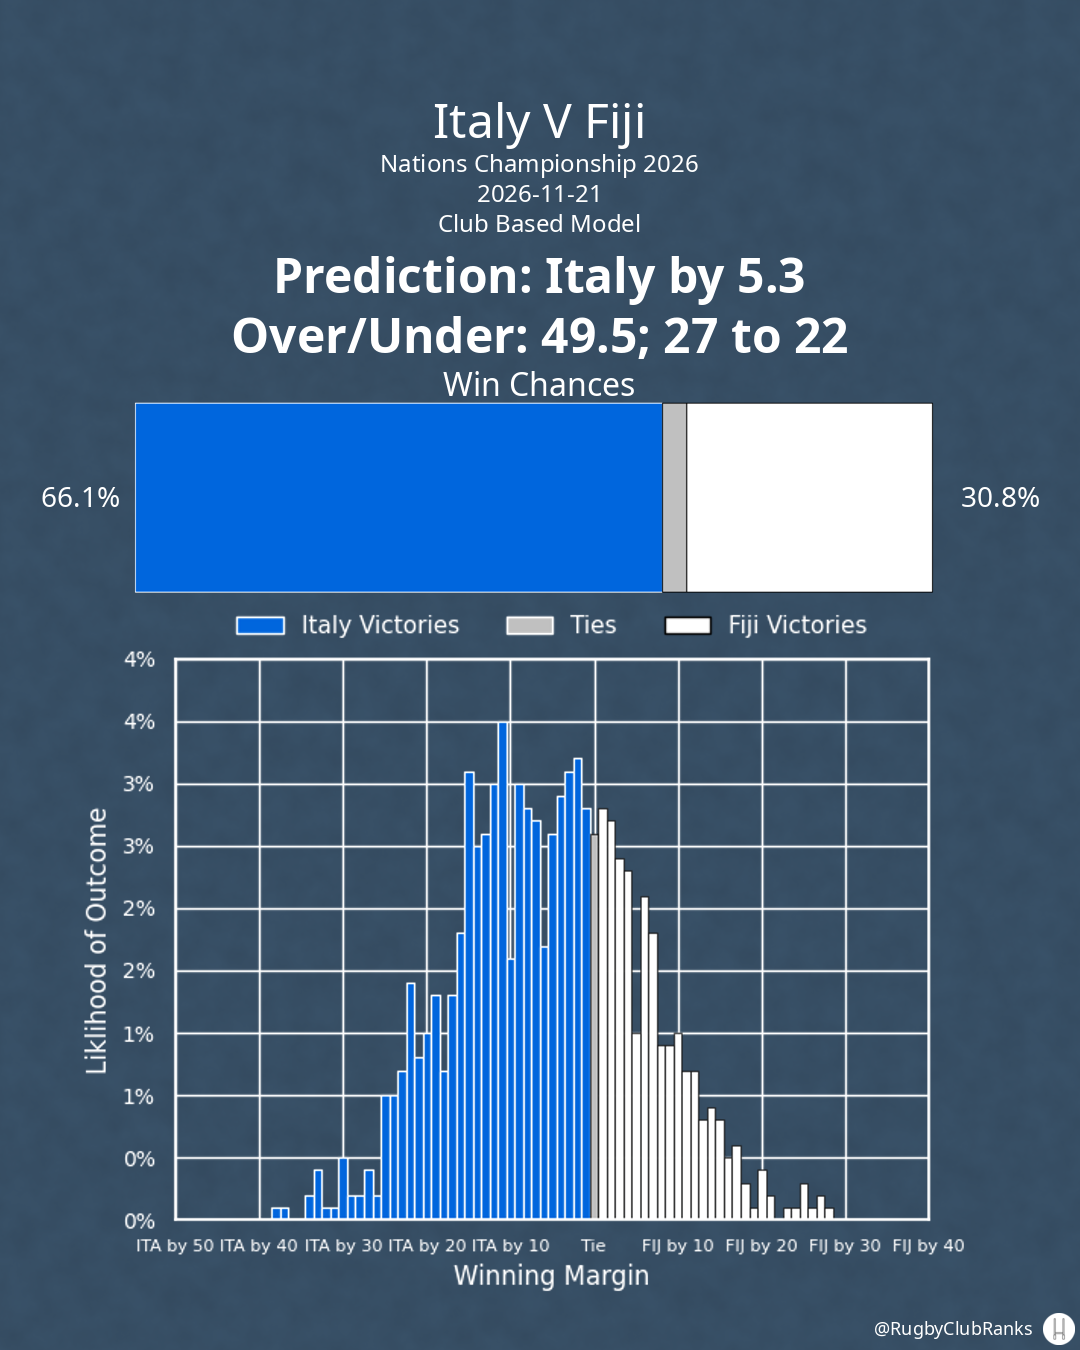 Italy V Fiji
Nations Championship 2026
2026-11-21
Club Based Model
Prediction: Italy by 5.3
Over/Under: 49.5; 27 to 22
Win Chances
66.1%
30.8%
Italy Victories
Ties
Fiji Victories
4%
4%
3%
3%
2%
2%
1%
1%
0%
0%
Liklihood of Outcome
ITA by 50 ITA by 40 ITA by 30 ITA by 20 ITA by 10 Tie FIJ by 10 FIJ by 20 FIJ by 30 FIJ by 40
Winning Margin
@RugbyClubRanks